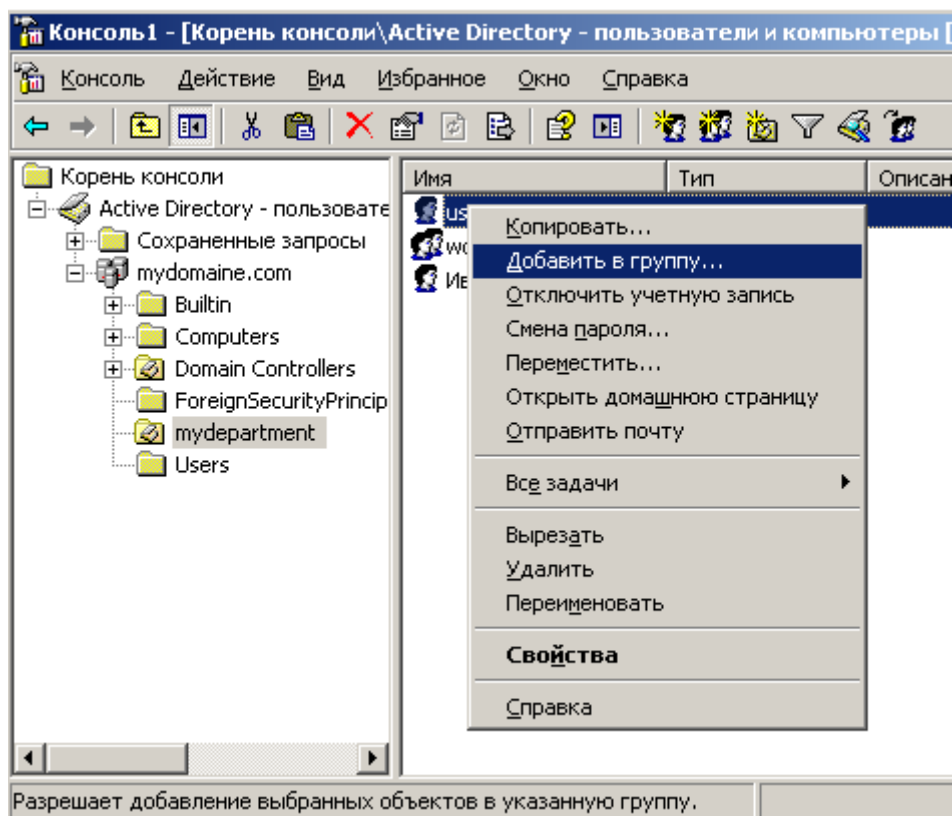 Консоль1 - [Корень консоли\Active Directory - пользователи и компьютеры [
Консоль Действие Вид Избранное Окно Справка
Корень консоли
Active Directory - пользовате
Сохраненные запросы
mydomaine.com
Builtin
Computers
Domain Controllers
ForeignSecurityPrincip
mydepartment
Users
Имя Тип Описан
us
wo
Ив
Копировать...
Добавить в группу...
Отключить учетную запись
Смена пароля...
Переместить...
Открыть домашнюю страницу
Отправить почту
Все задачи
Вырезать
Удалить
Переименовать
Свойства
Справка
Разрешает добавление выбранных объектов в указанную группу.